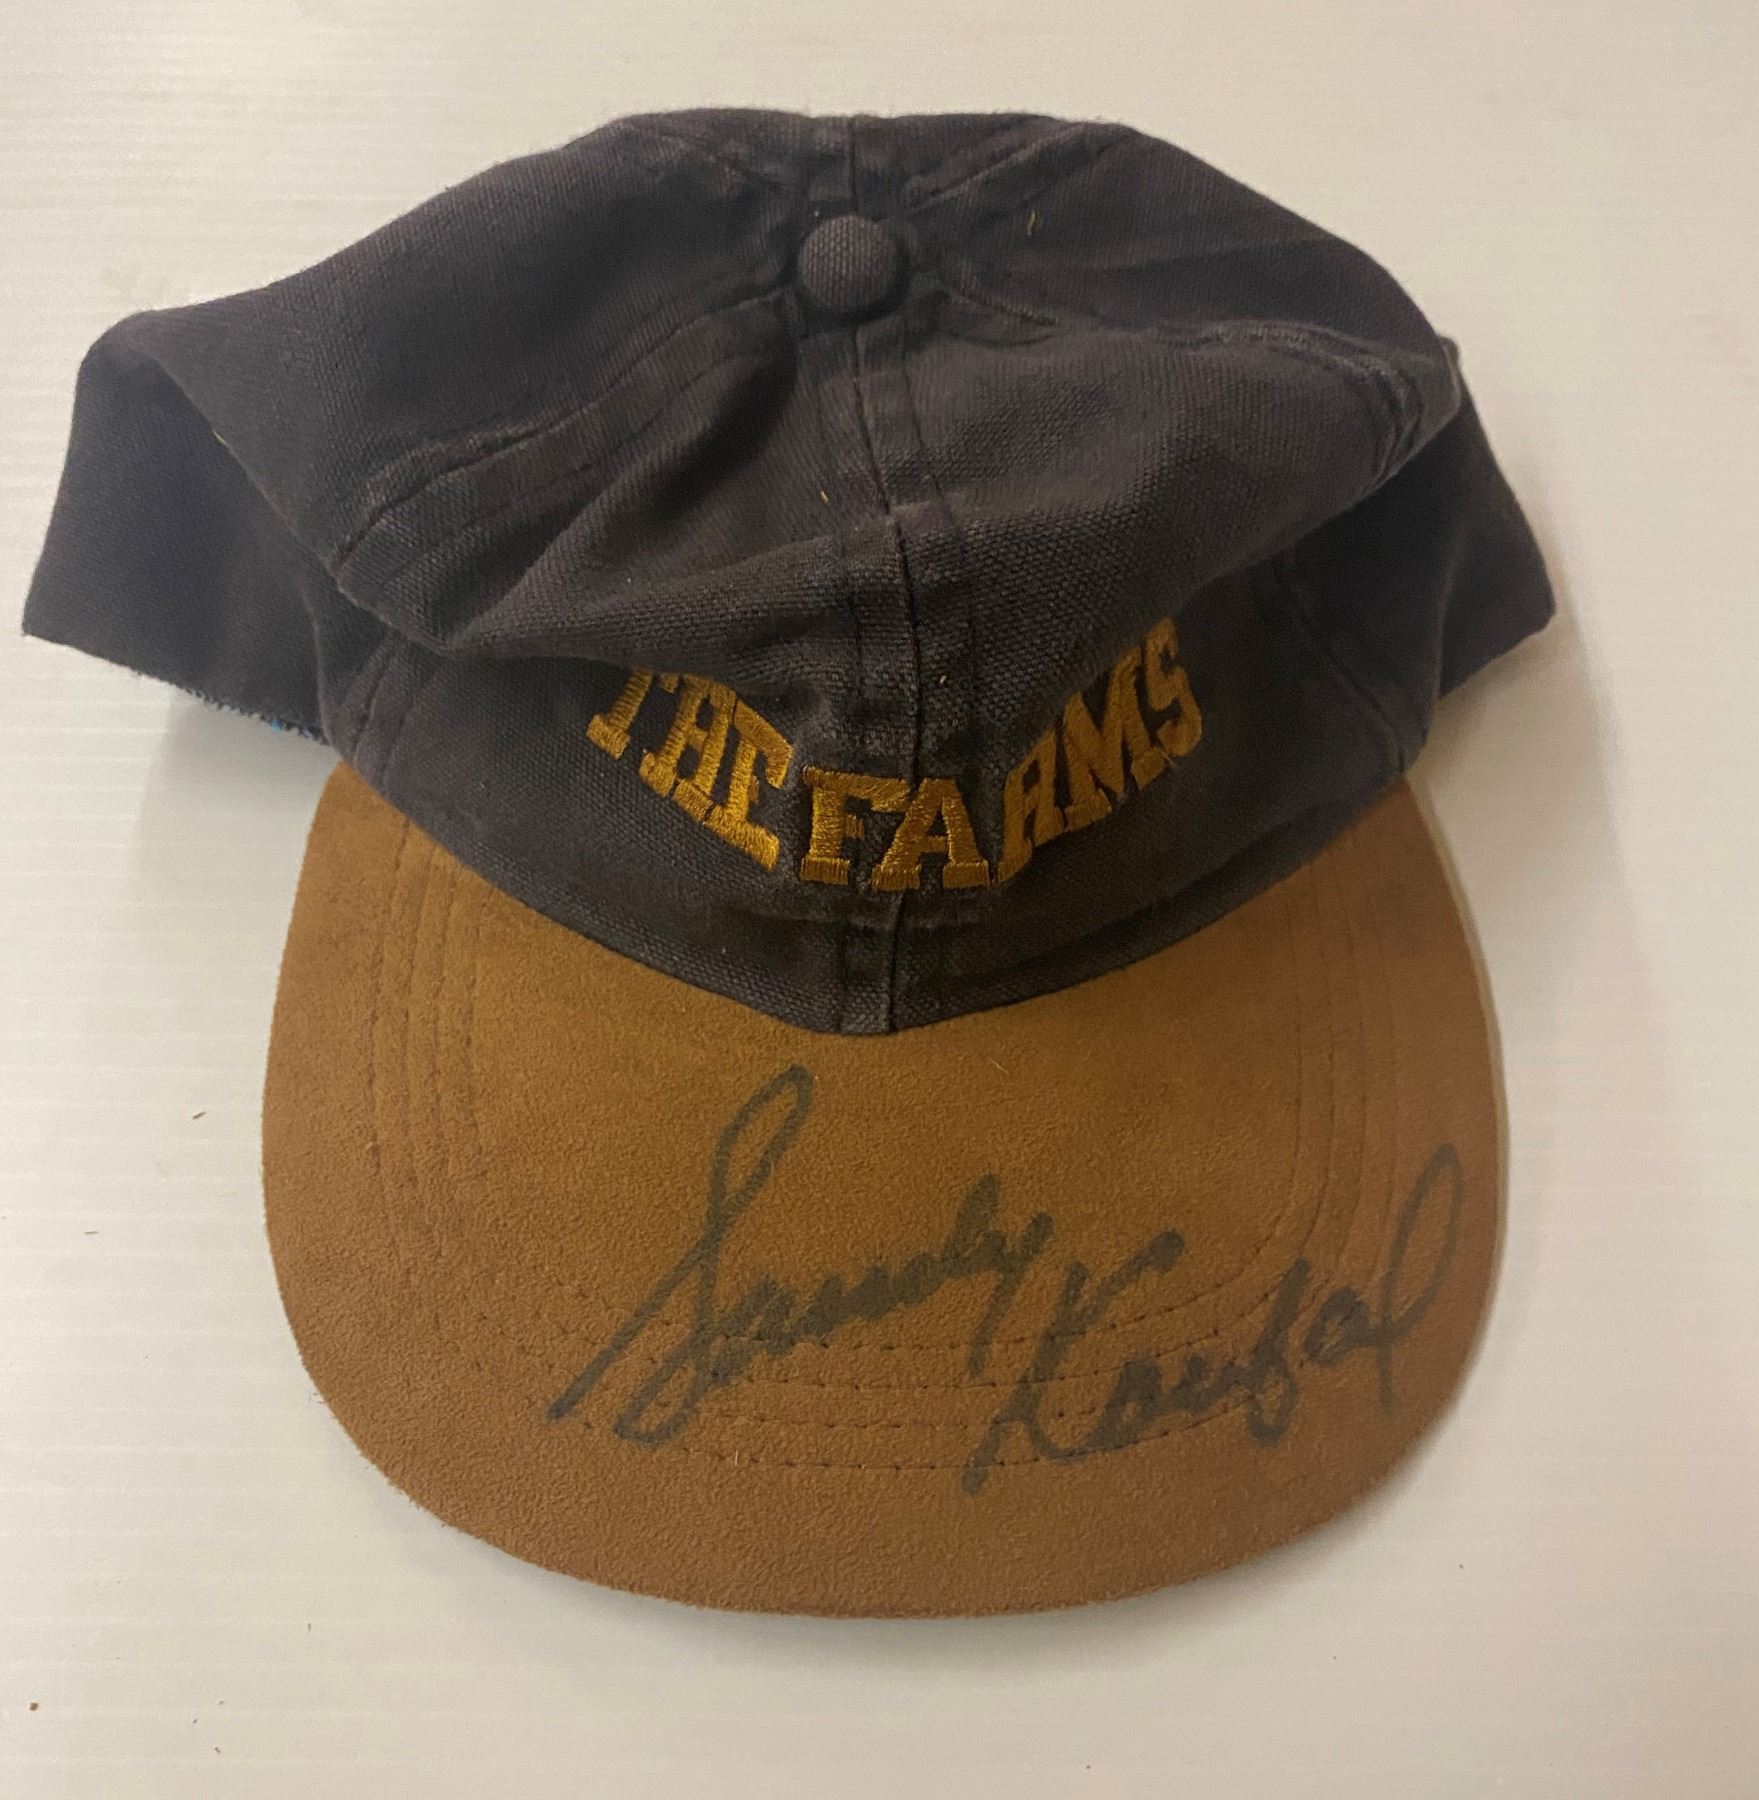 THE FARMS
Sandy
Koufax